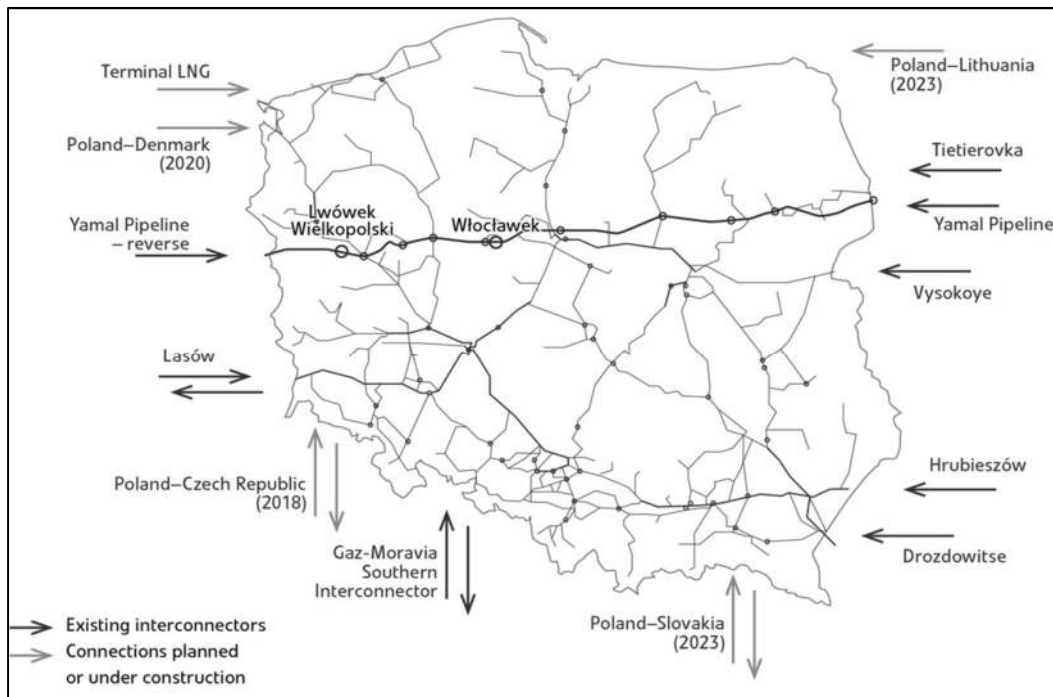 Terminal LNG
Poland–Denmark
(2020)
Yamal Pipeline
– reverse
Lasów
Poland–Czech Republic
(2018)
Gaz-Moravia
Southern
Interconnector
Poland–Slovakia
(2023)
Poland–Lithuania
(2023)
Tietierovka
Yamal Pipeline
Vysokoye
Hrubieszów
Drozdowitse
Lwówek
Wielkopolski
Włocławek
Existing interconnectors
Connections planned
or under construction